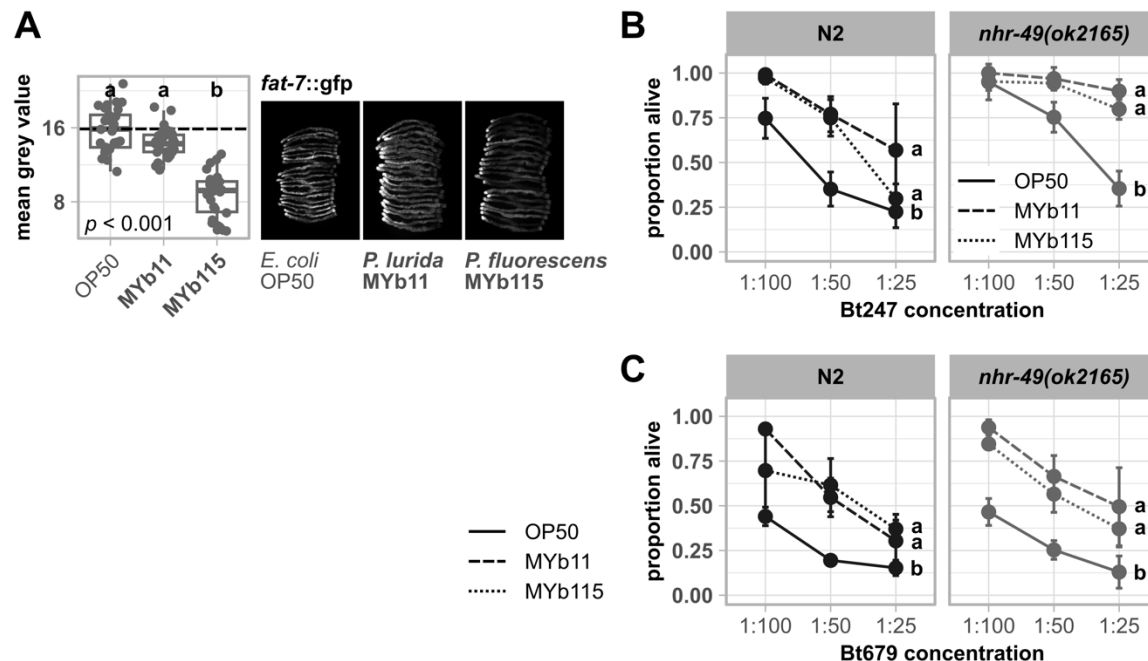 A
mean grey value
16
8
a
a
b
p < 0.001
OP50
MYb11
MYb115
fat-7::gfp
E. coli
OP50
P. lurida
MYb11
P. fluorescens
MYb115
B
N2
nhr-49(ok2165)
proportion alive
1.00
0.75
0.50
0.25
0.00
a
a
b
a
a
b
OP50
MYb11
MYb115
1:100
1:50
1:25
1:100
1:50
1:25
Bt247 concentration
C
N2
nhr-49(ok2165)
proportion alive
1.00
0.75
0.50
0.25
0.00
a
a
b
a
a
b
OP50
MYb11
MYb115
1:100
1:50
1:25
1:100
1:50
1:25
Bt679 concentration